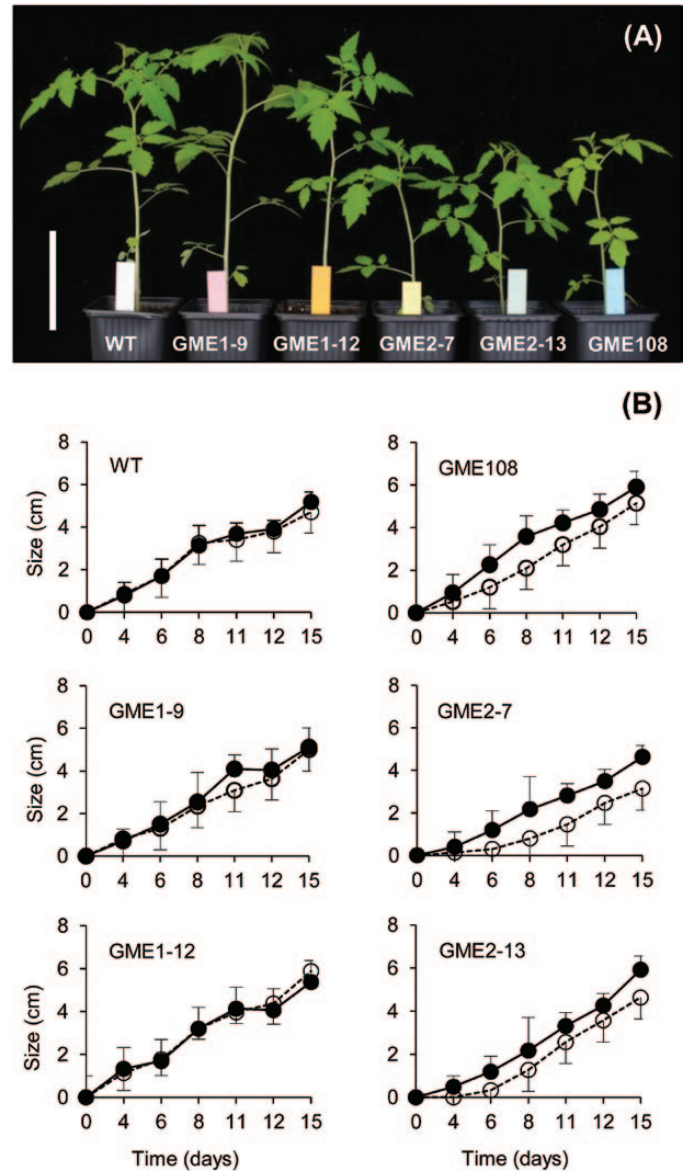 (A)
WT GME1-9 GME1-12 GME2-7 GME2-13 GME108
(B)
WT
8
6
4
2
0
Size (cm)
0 4 6 8 11 12 15
GME108
8
6
4
2
0
0 4 6 8 11 12 15
GME1-9
8
6
4
2
0
Size (cm)
0 4 6 8 11 12 15
GME2-7
8
6
4
2
0
0 4 6 8 11 12 15
GME1-12
8
6
4
2
0
Size (cm)
0 4 6 8 11 12 15
Time (days)
GME2-13
8
6
4
2
0
0 4 6 8 11 12 15
Time (days)